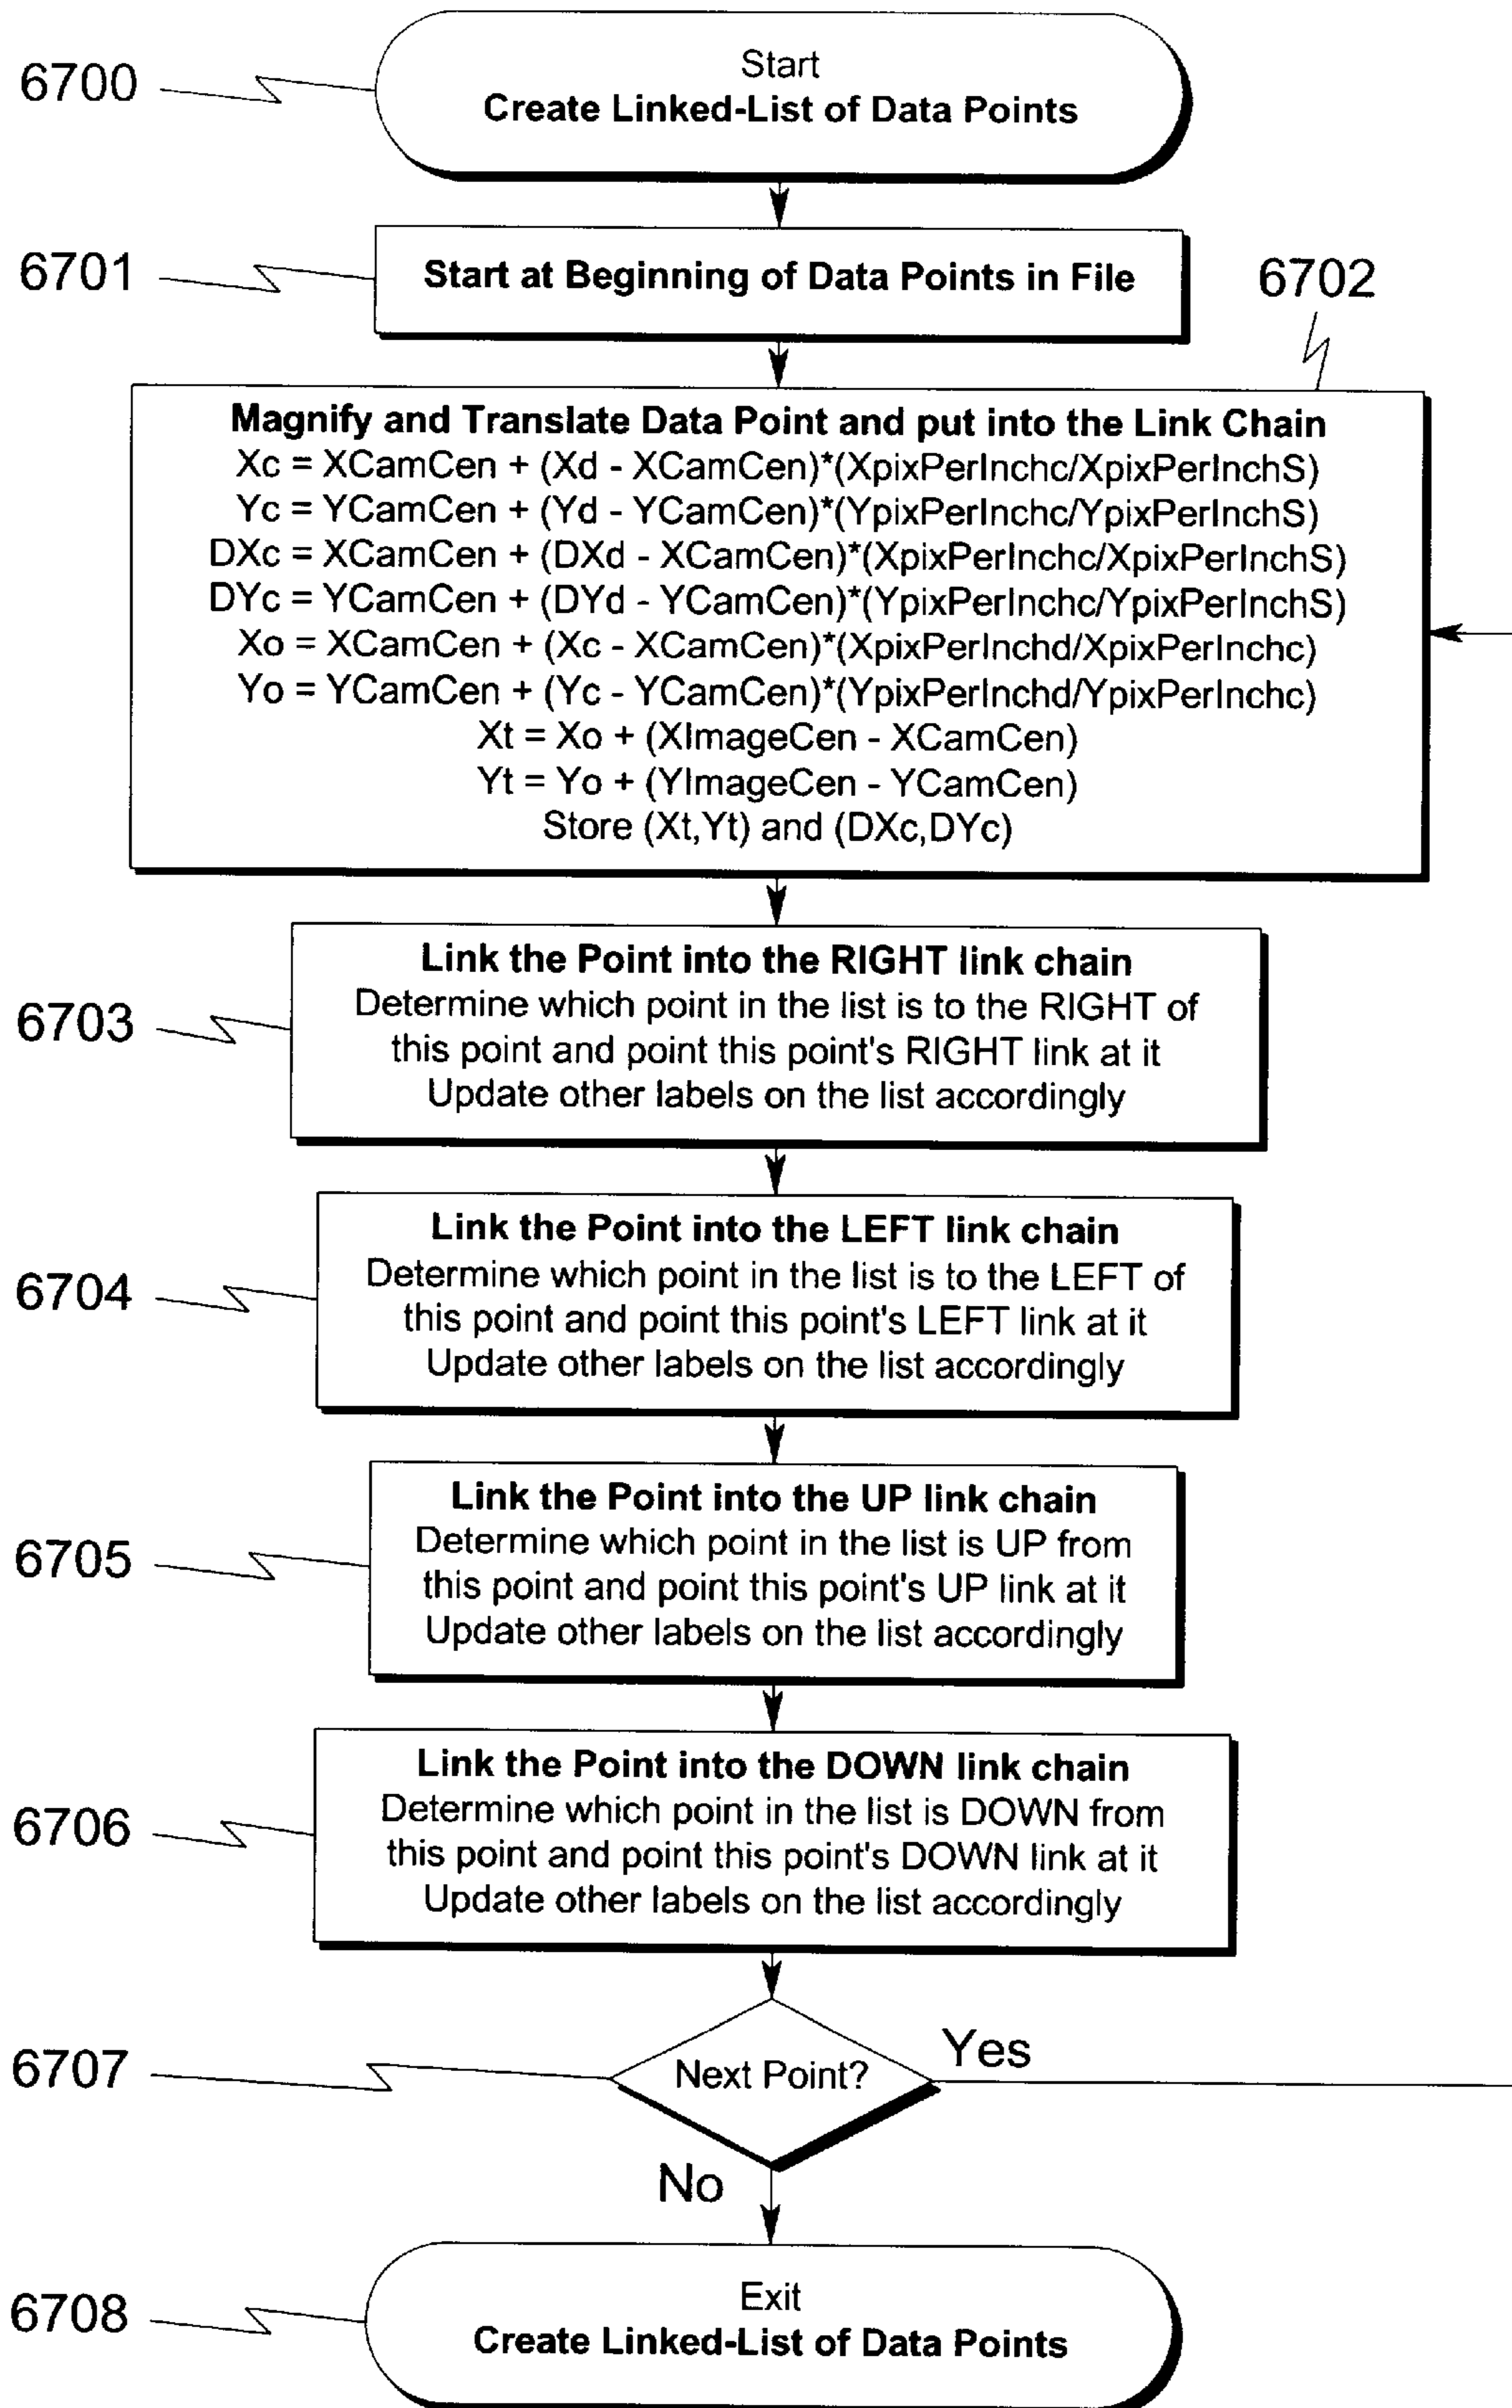 6700
Start
Create Linked-List of Data Points
6701
Start at Beginning of Data Points in File
6702
Magnify and Translate Data Point and put into the Link Chain
Xc = XCamCen + (Xd - XCamCen)*(XpixPerInchc/XpixPerInchS)
Yc = YCamCen + (Yd - YCamCen)*(YpixPerInchc/YpixPerInchS)
DXc = XCamCen + (DXd - XCamCen)*(XpixPerInchc/XpixPerInchS)
DYc = YCamCen + (DYd - YCamCen)*(YpixPerInchc/YpixPerInchS)
Xo = XCamCen + (Xc - XCamCen)*(XpixPerInchd/XpixPerInchc)
Yo = YCamCen + (Yc - YCamCen)*(YpixPerInchd/YpixPerInchc)
Xt = Xo + (XImageCen - XCamCen)
Yt = Yo + (YImageCen - YCamCen)
Store (Xt,Yt) and (DXc,DYc)
6703
Link the Point into the RIGHT link chain
Determine which point in the list is to the RIGHT of
this point and point this point's RIGHT link at it
Update other labels on the list accordingly
6704
Link the Point into the LEFT link chain
Determine which point in the list is to the LEFT of
this point and point this point's LEFT link at it
Update other labels on the list accordingly
6705
Link the Point into the UP link chain
Determine which point in the list is UP from
this point and point this point's UP link at it
Update other labels on the list accordingly
6706
Link the Point into the DOWN link chain
Determine which point in the list is DOWN from
this point and point this point's DOWN link at it
Update other labels on the list accordingly
6707
Next Point?
Yes
No
6708
Exit
Create Linked-List of Data Points